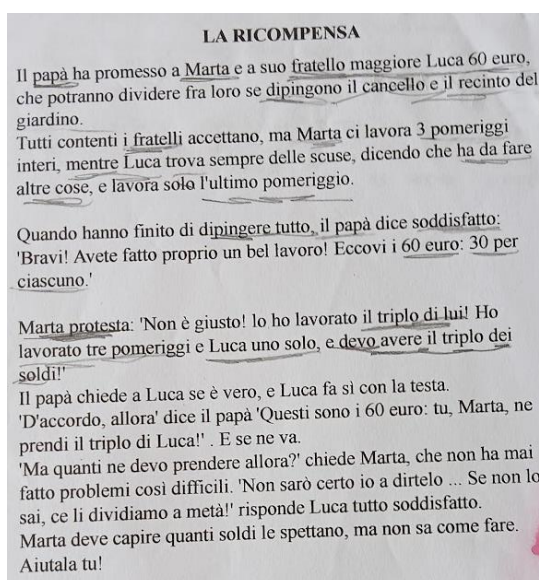 LA RICOMPENSA
Il papà ha promesso a Marta e a suo fratello maggiore Luca 60 euro,
che potranno dividere fra loro se dipingono il cancello e il recinto del
giardino.
Tutti contenti i fratelli accettano, ma Marta ci lavora 3 pomeriggi
interi, mentre Luca trova sempre delle scuse, dicendo che ha da fare
altre cose, e lavora solo l'ultimo pomeriggio.
Quando hanno finito di dipingere tutto, il papà dice soddisfatto:
'Bravi! Avete fatto proprio un bel lavoro! Eccovi i 60 euro: 30 per
ciascuno.'
Marta protesta: 'Non è giusto! lo ho lavorato il triplo di lui! Ho
lavorato tre pomeriggi e Luca uno solo, e devo avere il triplo dei
soldi!'
Il papà chiede a Luca se è vero, e Luca fa sì con la testa.
'D'accordo, allora' dice il papà 'Questi sono i 60 euro: tu, Marta, ne
prendi il triplo di Luca!' . E se ne va.
'Ma quanti ne devo prendere allora?' chiede Marta, che non ha mai
fatto problemi così difficili. 'Non sarò certo io a dirtelo ... Se non lo
sai, ce li dividiamo a metà!' risponde Luca tutto soddisfatto.
Marta deve capire quanti soldi le spettano, ma non sa come fare.
Aiutala tu!